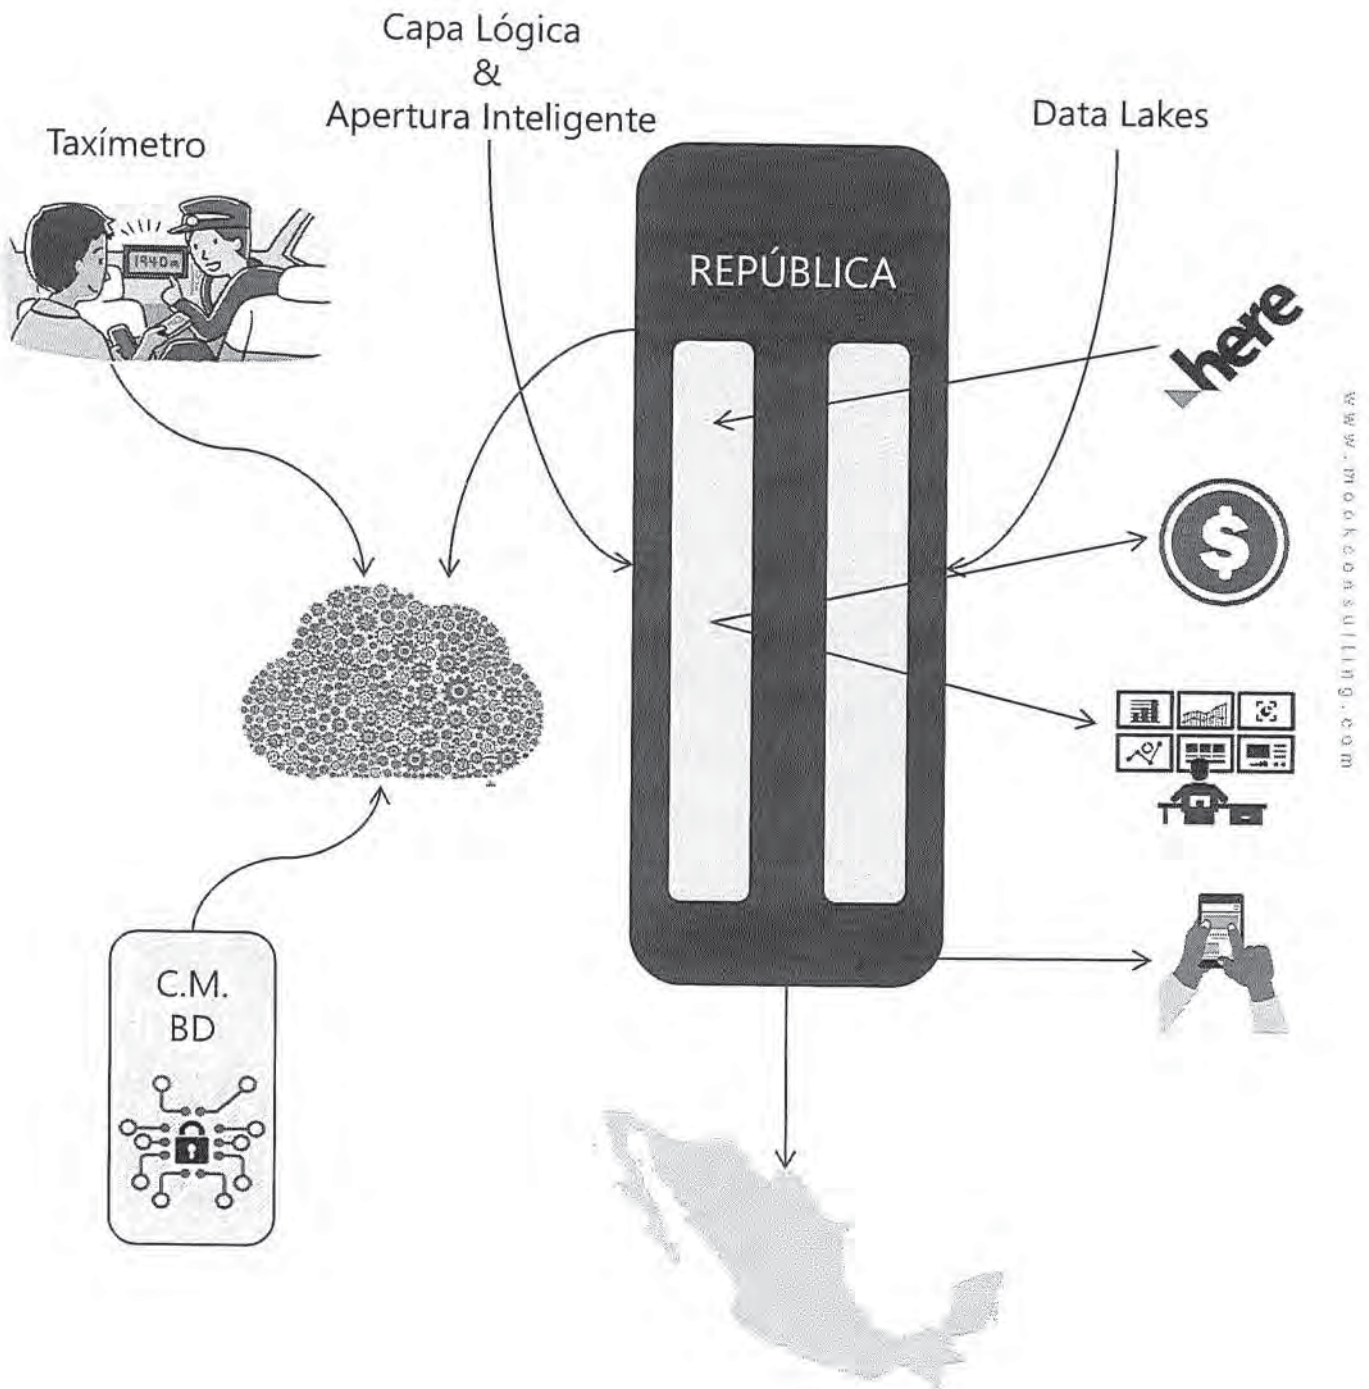 Capa Lógica
&
Apertura Inteligente
Data Lakes
Taxímetro
1940m
REPÚBLICA
here
$
www.mookconsulting.com
C.M.
BD